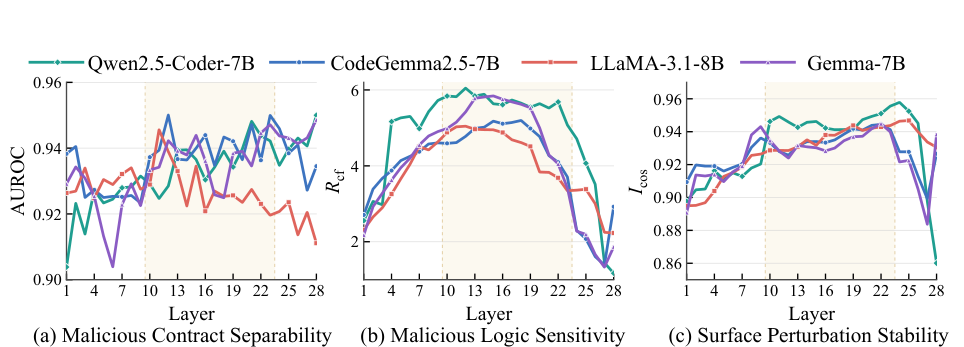 Qwen2.5-Coder-7B CodeGemma2.5-7B LLaMA-3.1-8B Gemma-7B
AUROC
0.96
0.94
0.92
0.90
1 4 7 10 13 16 19 22 25 28
Layer
(a) Malicious Contract Separability
R_cf
6
4
2
1 4 7 10 13 16 19 22 25 28
Layer
(b) Malicious Logic Sensitivity
I_cos
0.96
0.94
0.92
0.90
0.88
0.86
1 4 7 10 13 16 19 22 25 28
Layer
(c) Surface Perturbation Stability